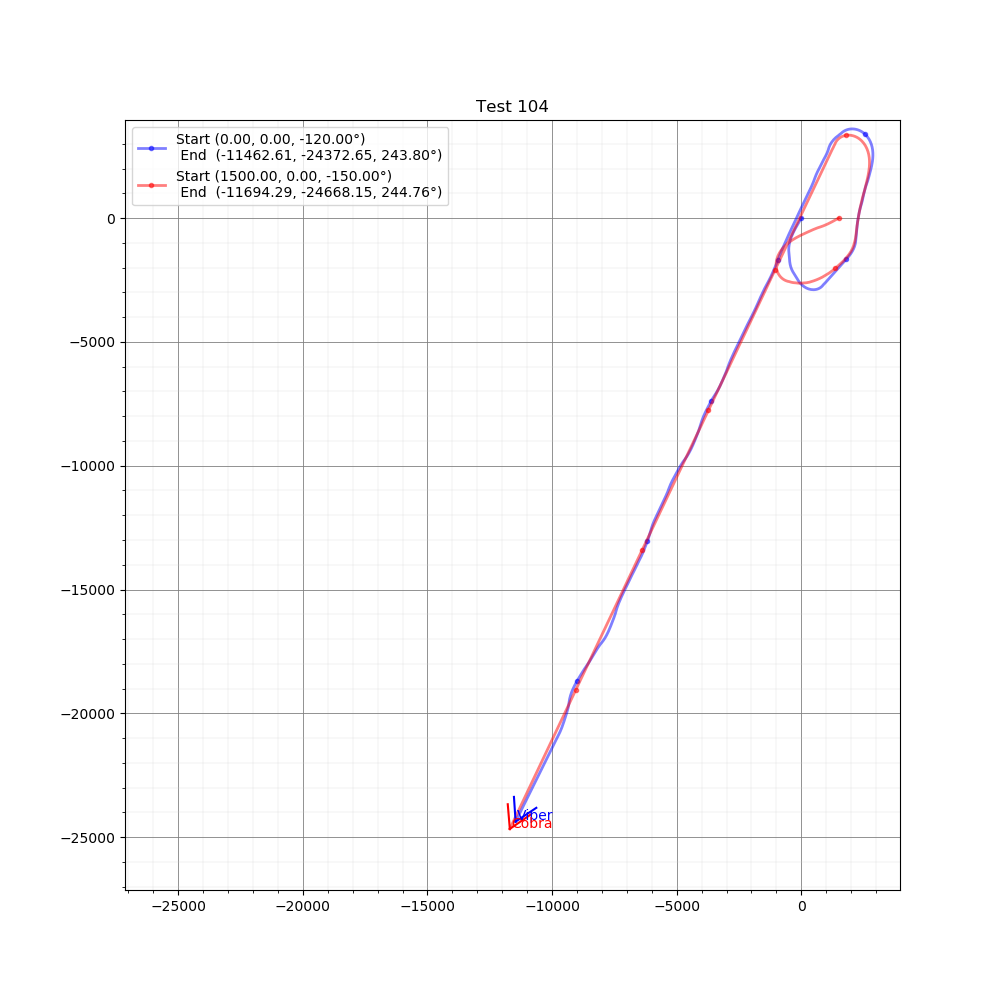 Test 104
Start (0.00, 0.00, -120.00°)
End (-11462.61, -24372.65, 243.80°)
Start (1500.00, 0.00, -150.00°)
End (-11694.29, -24668.15, 244.76°)
0
−5000
−10000
−15000
−20000
−25000
Viper
Cobra
−25000
−20000
−15000
−10000
−5000
0